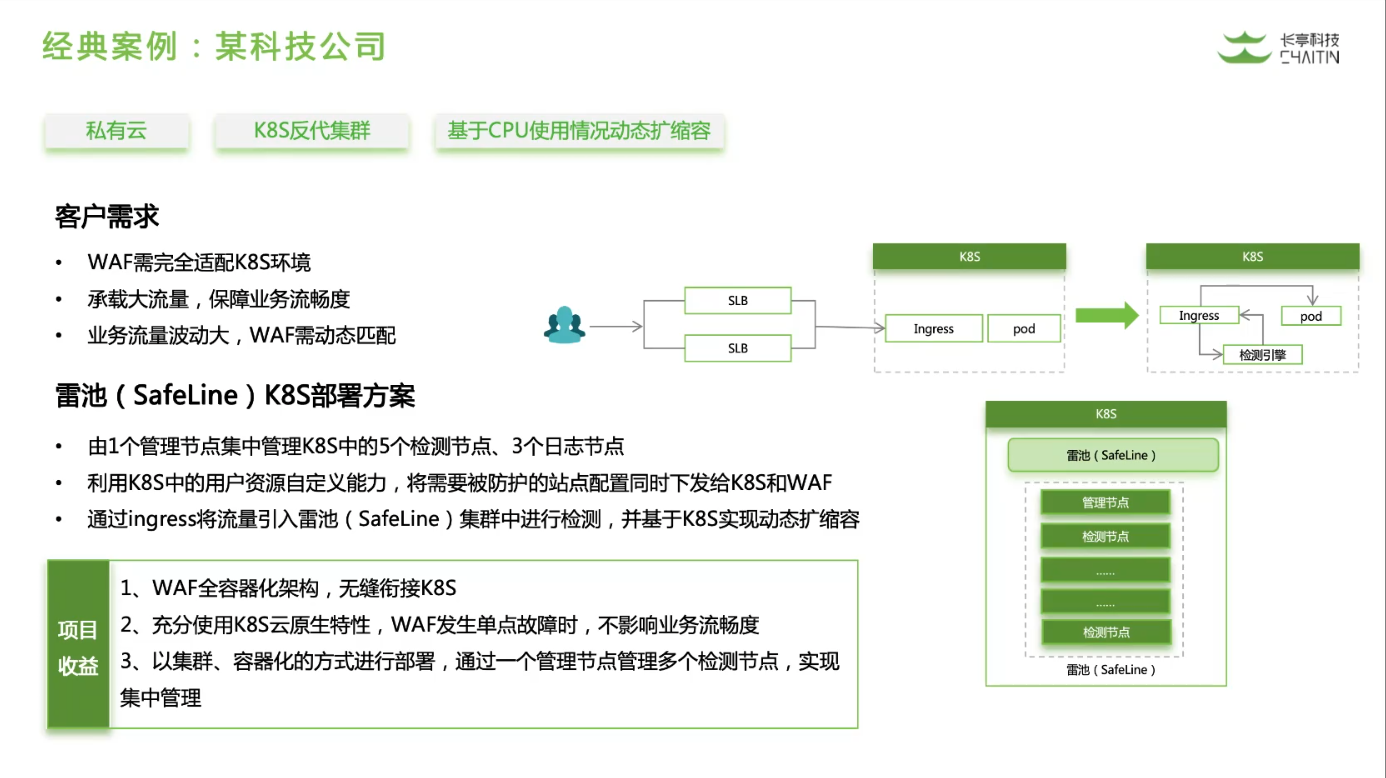 经典案例：某科技公司
长亭科技
CHAITIN
私有云
K8S反代集群
基于CPU使用情况动态扩缩容
客户需求
• WAF需完全适配K8S环境
• 承载大流量，保障业务流畅度
• 业务流量波动大，WAF需动态匹配
SLB
SLB
K8S
Ingress
pod
K8S
Ingress
pod
检测引擎
雷池（SafeLine）K8S部署方案
• 由1个管理节点集中管理K8S中的5个检测节点、3个日志节点
• 利用K8S中的用户资源自定义能力，将需要被防护的站点配置同时下发给K8S和WAF
• 通过ingress将流量引入雷池（SafeLine）集群中进行检测，并基于K8S实现动态扩缩容
K8S
雷池（SafeLine）
管理节点
检测节点
......
......
检测节点
雷池（SafeLine）
项目
收益
1、WAF全容器化架构，无缝衔接K8S
2、充分使用K8S云原生特性，WAF发生单点故障时，不影响业务流畅度
3、以集群、容器化的方式进行部署，通过一个管理节点管理多个检测节点，实现
集中管理